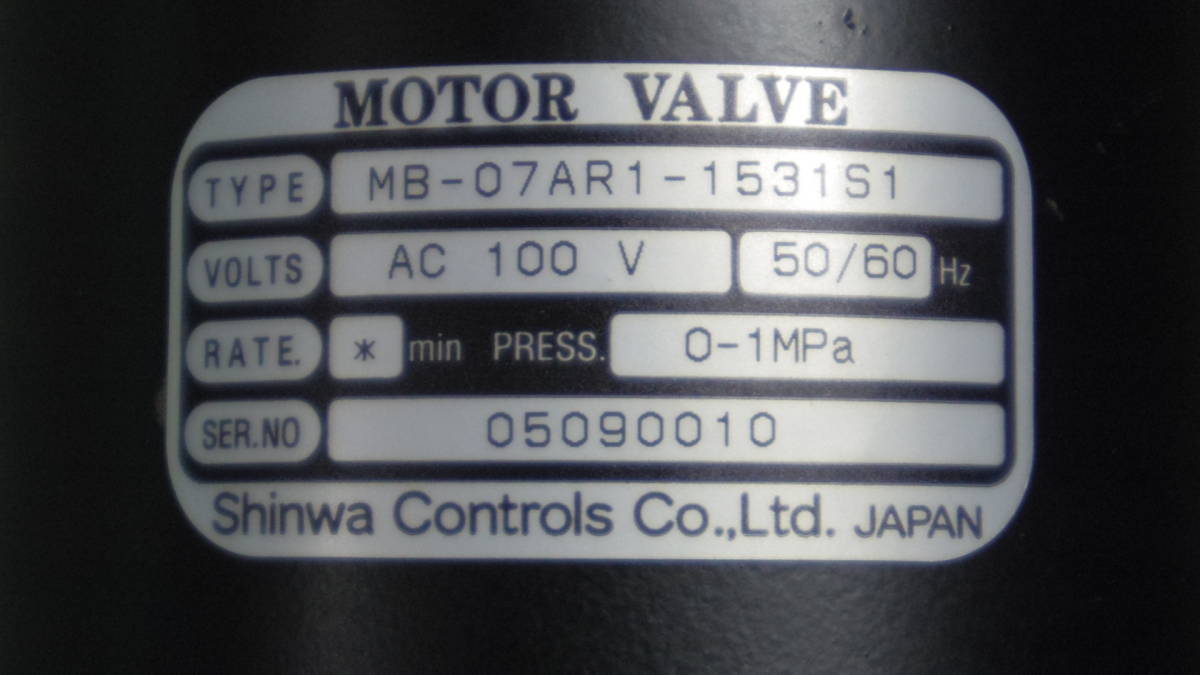 MOTOR VALVE
TYPE MB-07AR1-1531S1
VOLTS AC 100 V 50/60 Hz
RATE. * min PRESS. 0-1MPa
SER.NO 05090010
Shinwa Controls Co.,Ltd. JAPAN